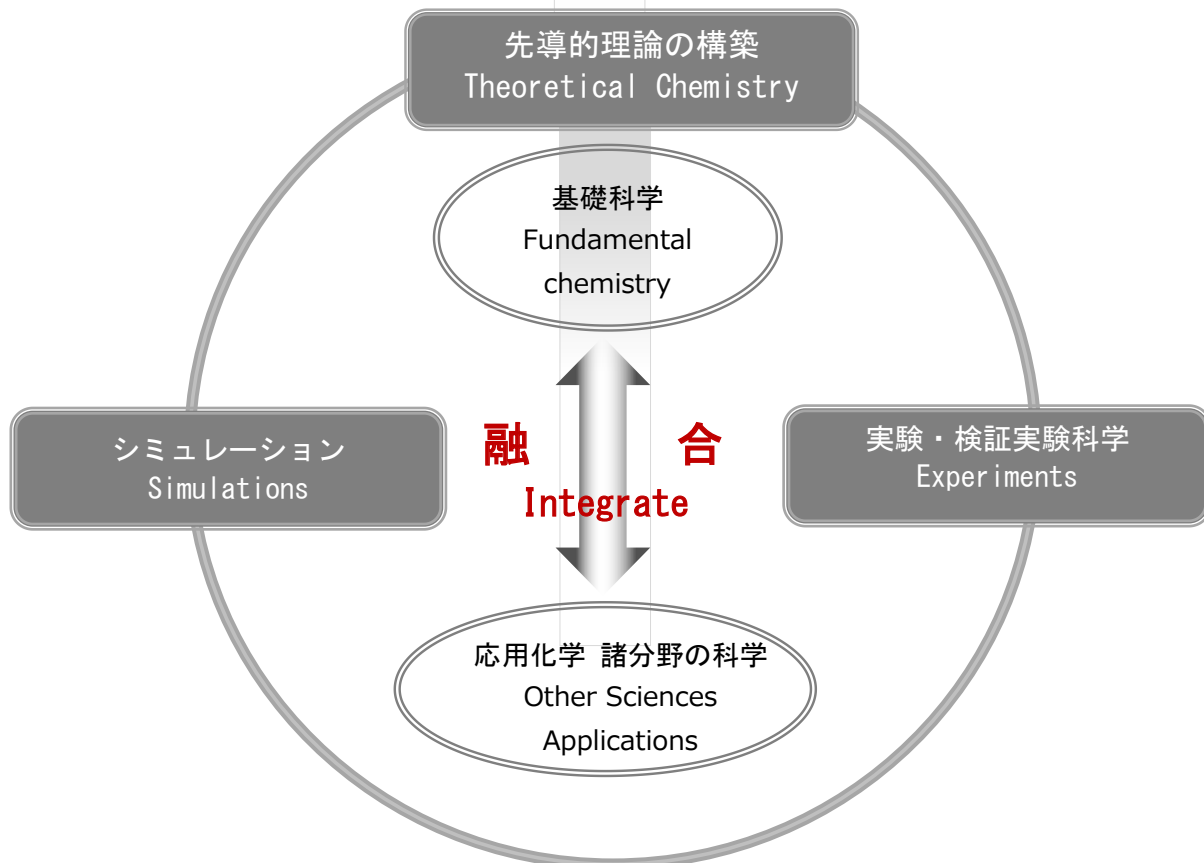 先導的理論の構築
Theoretical Chemistry
基礎科学
Fundamental
chemistry
シミュレーション
Simulations
融 合
Integrate
実験・検証実験科学
Experiments
応用化学 諸分野の科学
Other Sciences
Applications